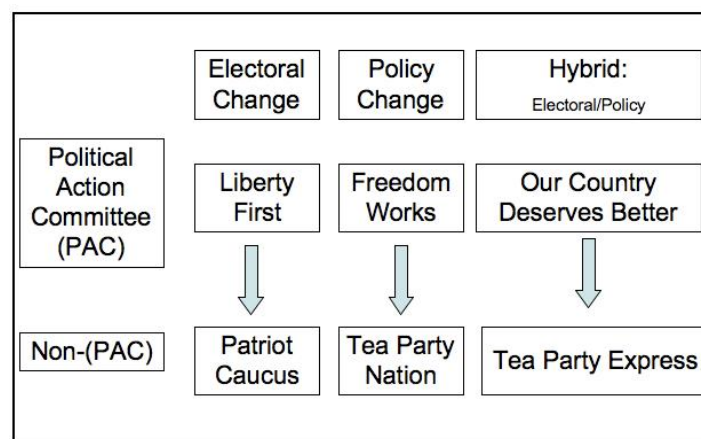 Electoral
Change
Policy
Change
Hybrid:
Electoral/Policy
Political
Action
Committee
(PAC)
Liberty
First
Freedom
Works
Our Country
Deserves Better
Non-(PAC)
Patriot
Caucus
Tea Party
Nation
Tea Party Express